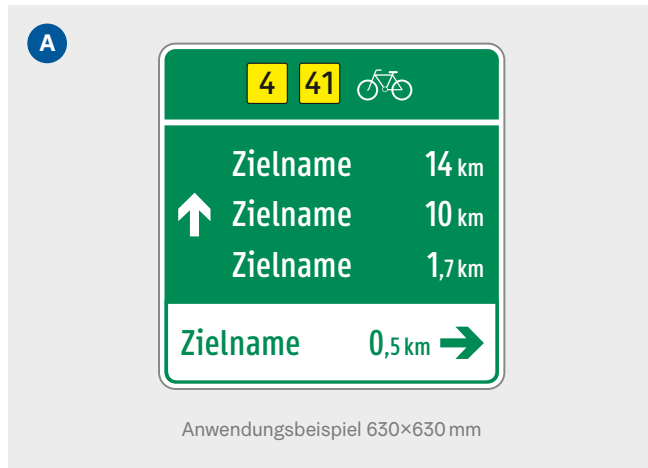 A
4 41
Zielname 14 km
Zielname 10 km
Zielname 1,7 km
Zielname 0,5 km
Anwendungsbeispiel 630×630 mm